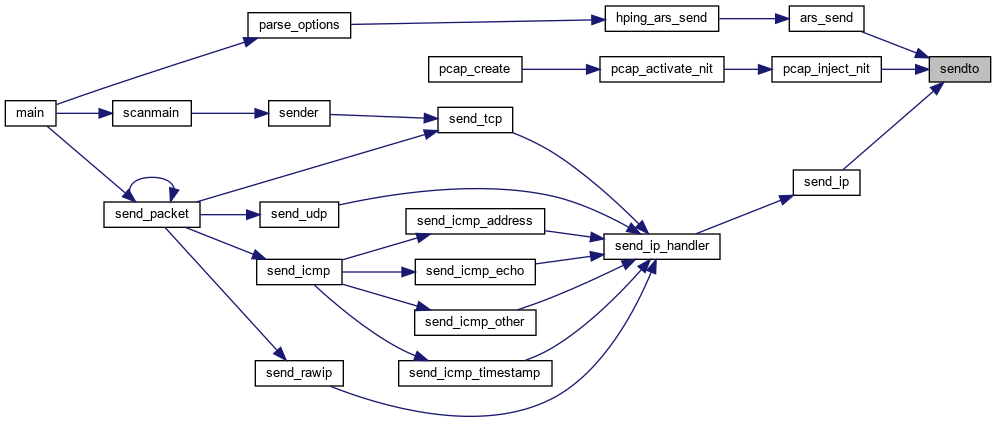 parse_options
hping_ars_send
ars_send
pcap_create
pcap_activate_nit
pcap_inject_nit
sendto
main
scanmain
sender
send_tcp
send_ip
send_packet
send_udp
send_icmp_address
send_ip_handler
send_icmp
send_icmp_echo
send_icmp_other
send_rawip
send_icmp_timestamp